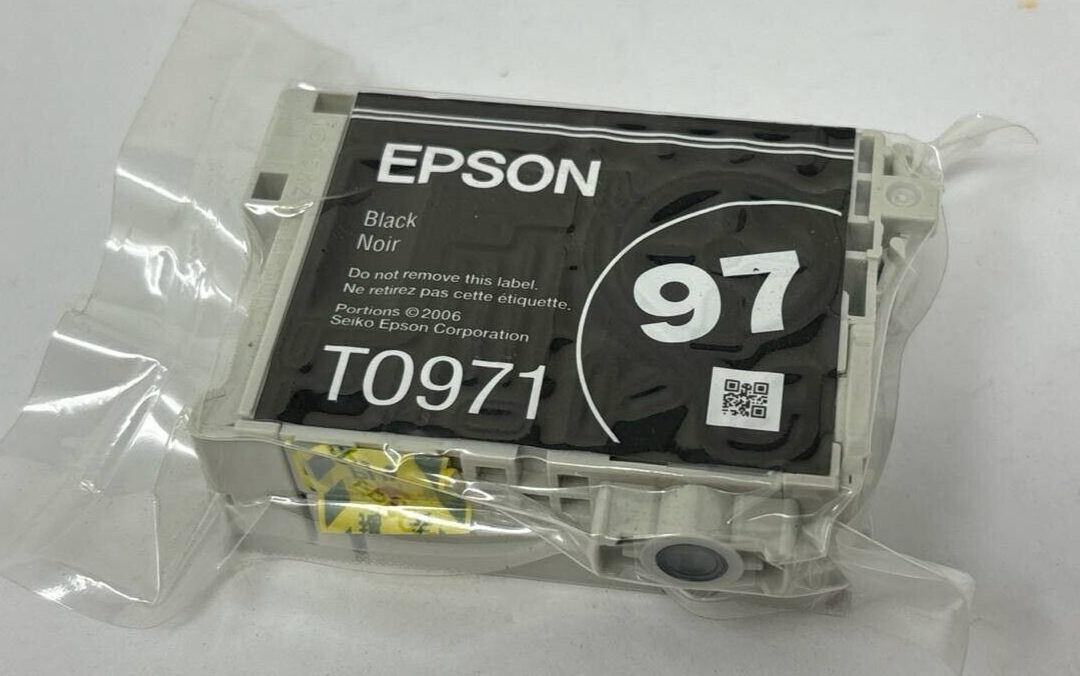 EPSON
Black
Noir
Do not remove this label.
Ne retirez pas cette étiquette.
Portions ©2006
Seiko Epson Corporation
T0971
97